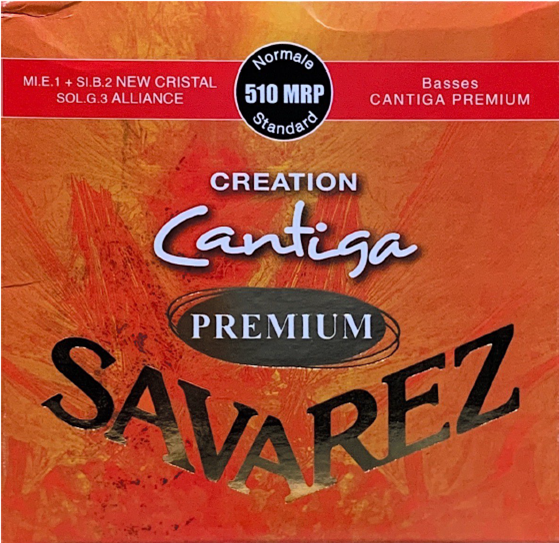 Normale
510 MRP
Standard
MI.E.1 + SI.B.2 NEW CRISTAL
SOL.G.3 ALLIANCE
Basses
CANTIGA PREMIUM
CREATION
Cantiga
PREMIUM
SAVAREZ